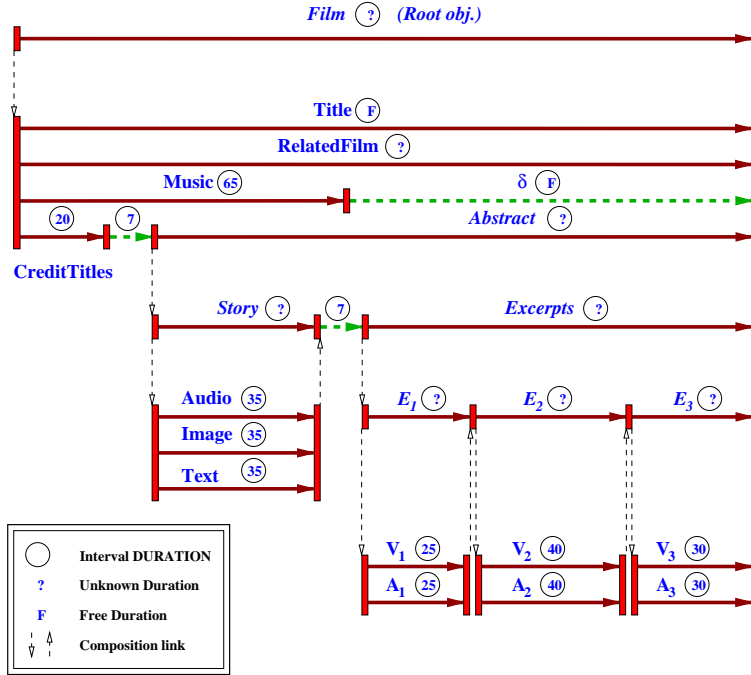 Film ? (Root obj.)
Title F
RelatedFilm ?
Music 65 δ F
20 7 Abstract ?
CreditTitles
Story ? 7 Excerpts ?
Audio 35 E1 ? E2 ? E3 ?
Image 35
Text 35
V1 25 V2 40 V3 30
A1 25 A2 40 A3 30
Interval DURATION
? Unknown Duration
F Free Duration
Composition link